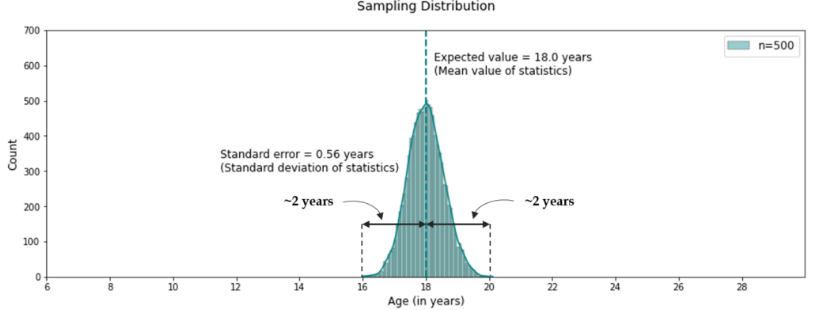 Sampling Distribution
700
600
500
400
300
200
100
0
Count
n=500
Expected value = 18.0 years
(Mean value of statistics)
Standard error = 0.56 years
(Standard deviation of statistics)
~2 years
~2 years
6 8 10 12 14 16 18 20 22 24 26 28
Age (in years)